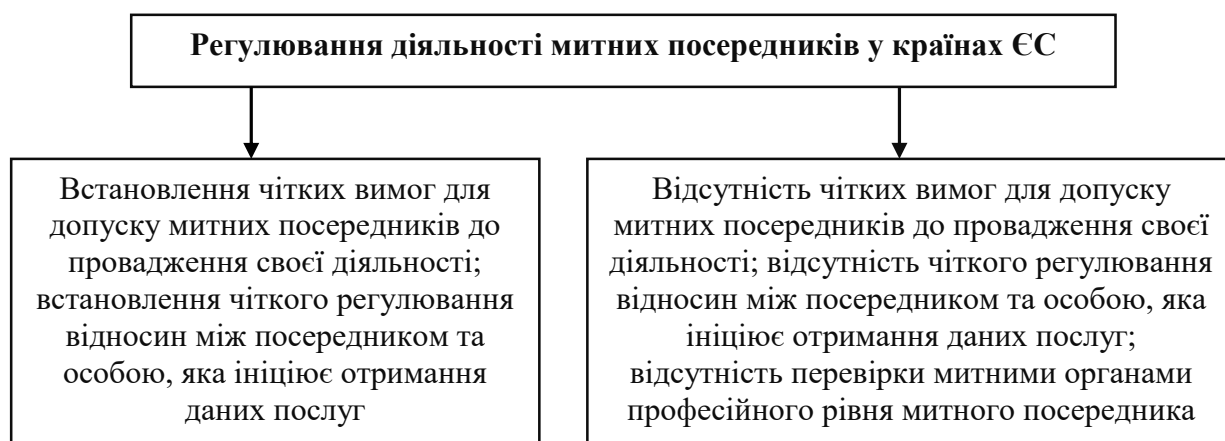 Регулювання діяльності митних посередників у країнах ЄС
Встановлення чітких вимог для
допуску митних посередників до
провадження своєї діяльності;
встановлення чіткого регулювання
відносин між посередником та
особою, яка ініціює отримання
даних послуг
Відсутність чітких вимог для допуску
митних посередників до провадження своєї
діяльності; відсутність чіткого регулювання
відносин між посередником та особою, яка
ініціює отримання даних послуг;
відсутність перевірки митними органами
професійного рівня митного посередника